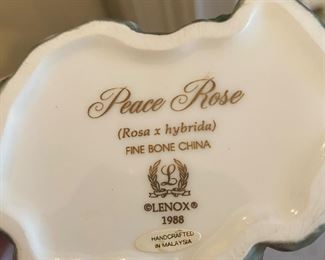 Peace Rose
(Rosa x hybrida)
FINE BONE CHINA
L
©LENOX®
1988
HANDCRAFTED
IN MALAYSIA